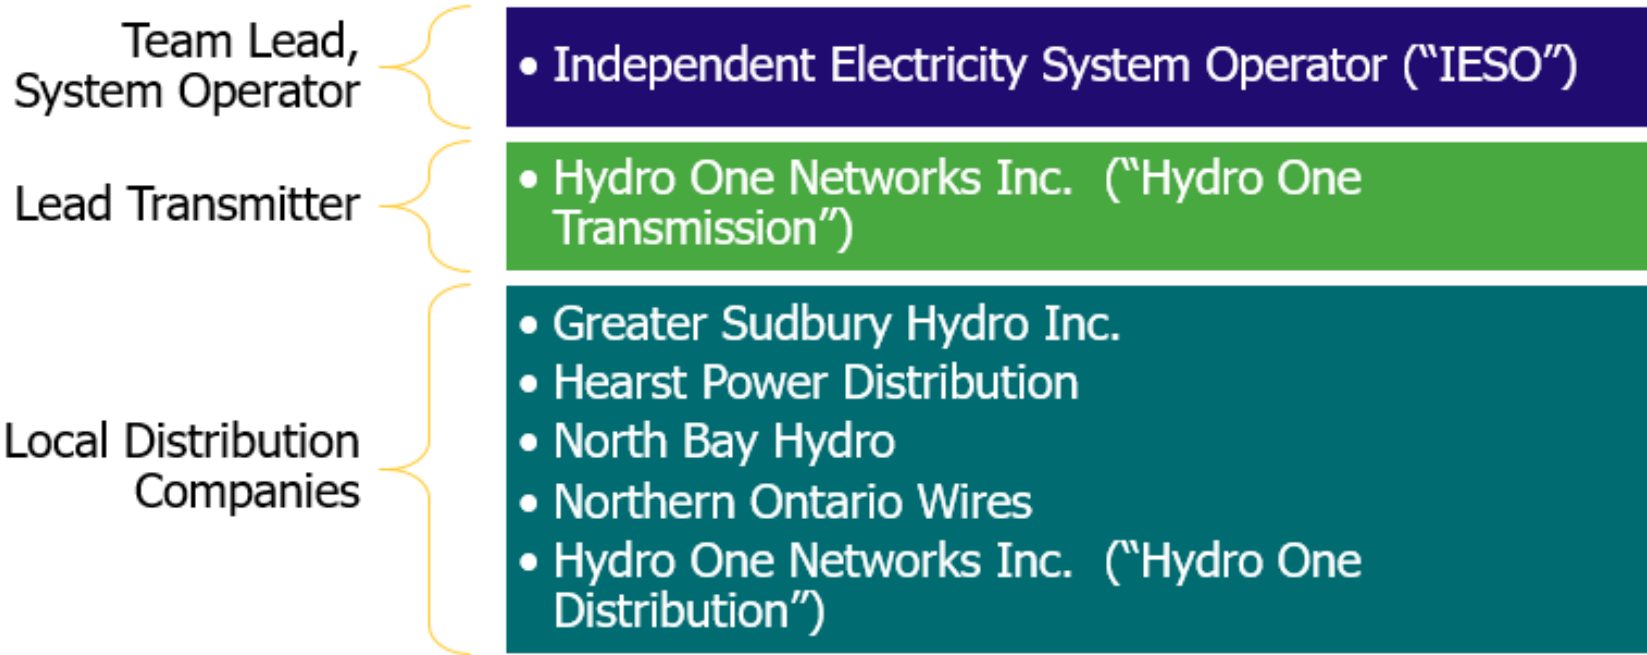 Team Lead,
System Operator
• Independent Electricity System Operator (“IESO”)
Lead Transmitter
• Hydro One Networks Inc.  (“Hydro One
Transmission”)
Local Distribution
Companies
• Greater Sudbury Hydro Inc.
• Hearst Power Distribution
• North Bay Hydro
• Northern Ontario Wires
• Hydro One Networks Inc.  (“Hydro One
Distribution”)